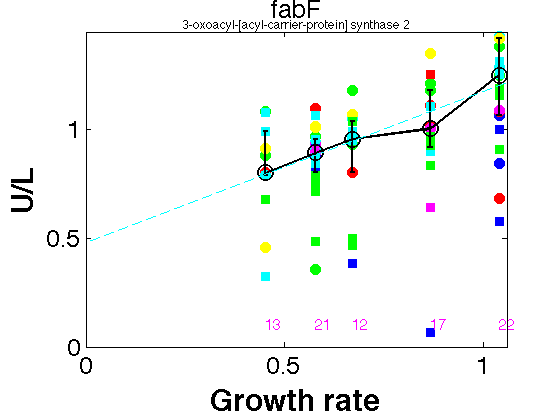 fabF
3-oxoacyl-[acyl-carrier-protein] synthase 2
U/L
1
0.5
0
13 21 12 17 22
0 0.5 1
Growth rate